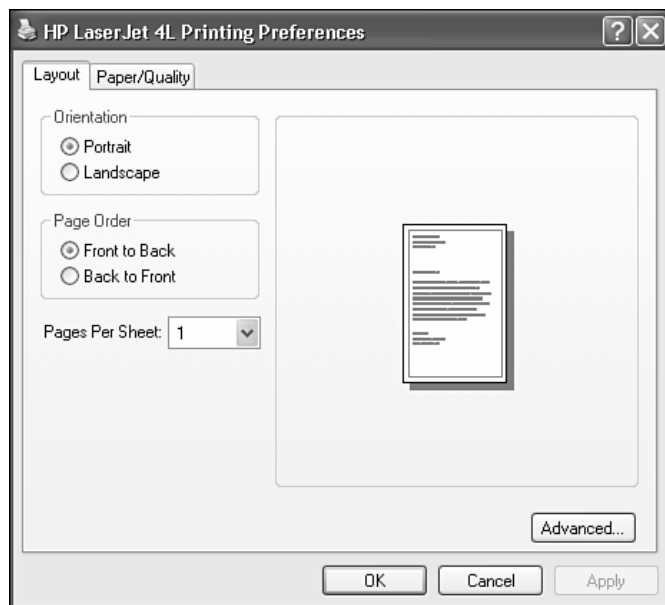 HP LaserJet 4L Printing Preferences
Layout Paper/Quality
Orientation
Portrait
Landscape
Page Order
Front to Back
Back to Front
Pages Per Sheet: 1
Advanced...
OK Cancel Apply